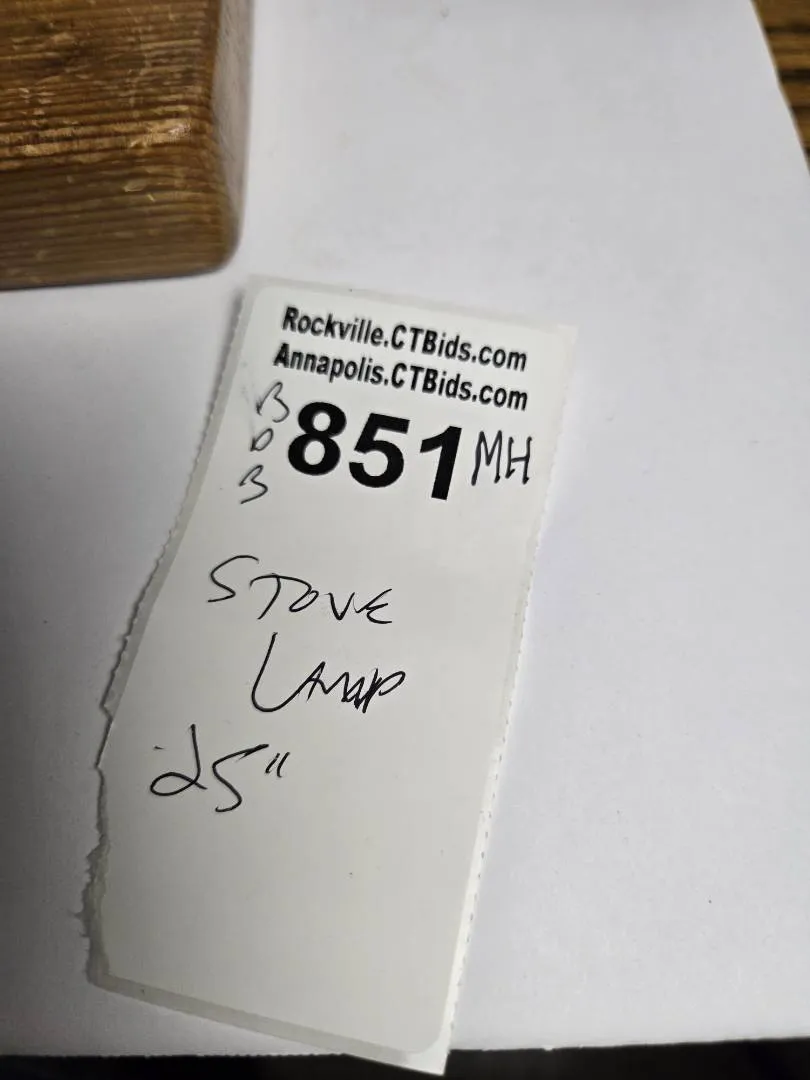 Rockville.CTBids.com
Annapolis.CTBids.com
B
D
B
851 MH
STOVE
LAMP
25"